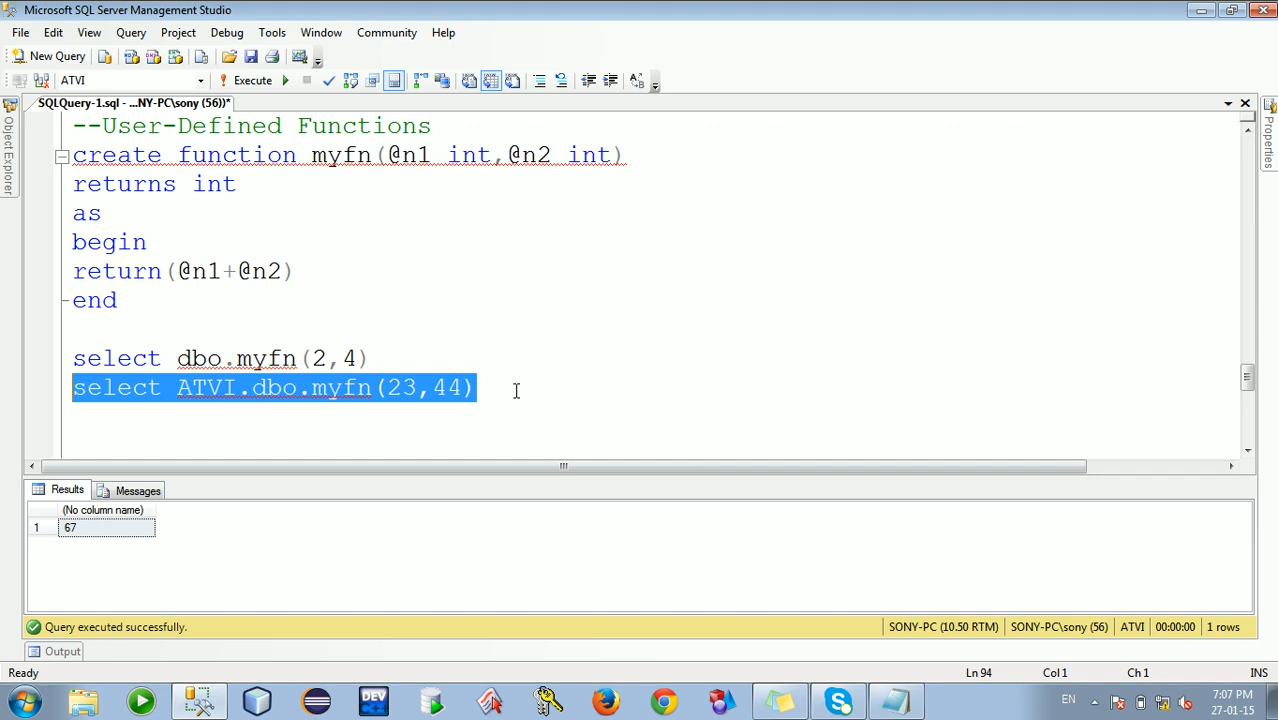 Microsoft SQL Server Management Studio
File Edit View Query Project Debug Tools Window Community Help
New Query
ATVI Execute
SQLQuery-1.sql - ...NY-PC\sony (56))*
Object Explorer
Properties
--User-Defined Functions
create function myfn(@n1 int,@n2 int)
returns int
as
begin
return(@n1+@n2)
end
select dbo.myfn(2,4)
select ATVI.dbo.myfn(23,44)
Results Messages
(No column name)
1 67
Query executed successfully. SONY-PC (10.50 RTM) SONY-PC\sony (56) ATVI 00:00:00 1 rows
Output
Ready Ln 94 Col 1 Ch 1 INS
DEV
EN
7:07 PM
27-01-15